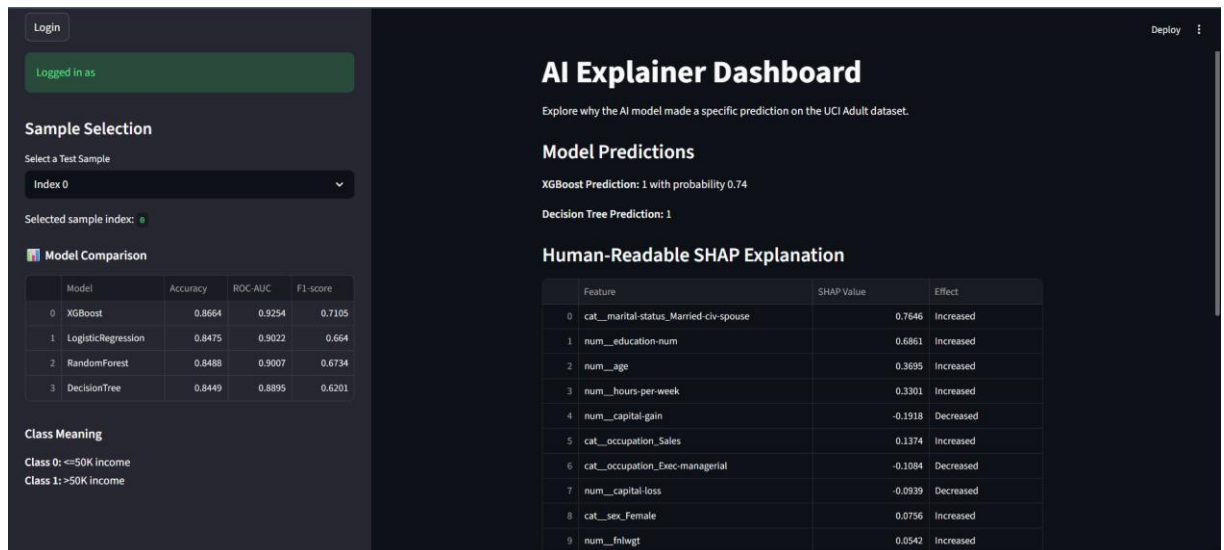 Login
Logged in as
Sample Selection
Select a Test Sample
Index 0
Selected sample index: 0
Model Comparison
Model Accuracy ROC-AUC F1-score
0 XGBoost 0.8664 0.9254 0.7105
1 LogisticRegression 0.8475 0.9022 0.664
2 RandomForest 0.8488 0.9007 0.6734
3 DecisionTree 0.8449 0.8895 0.6201
Class Meaning
Class 0: <=50K income
Class 1: >50K income
Deploy
AI Explainer Dashboard
Explore why the AI model made a specific prediction on the UCI Adult dataset.
Model Predictions
XGBoost Prediction: 1 with probability 0.74
Decision Tree Prediction: 1
Human-Readable SHAP Explanation
Feature SHAP Value Effect
0 cat__marital-status_Married-civ-spouse 0.7646 Increased
1 num__education-num 0.6861 Increased
2 num__age 0.3695 Increased
3 num__hours-per-week 0.3301 Increased
4 num__capital-gain -0.1918 Decreased
5 cat__occupation_Sales 0.1374 Increased
6 cat__occupation_Exec-managerial -0.1084 Decreased
7 num__capital-loss -0.0939 Decreased
8 cat__sex_Female 0.0756 Increased
9 num__fnlwgt 0.0542 Increased